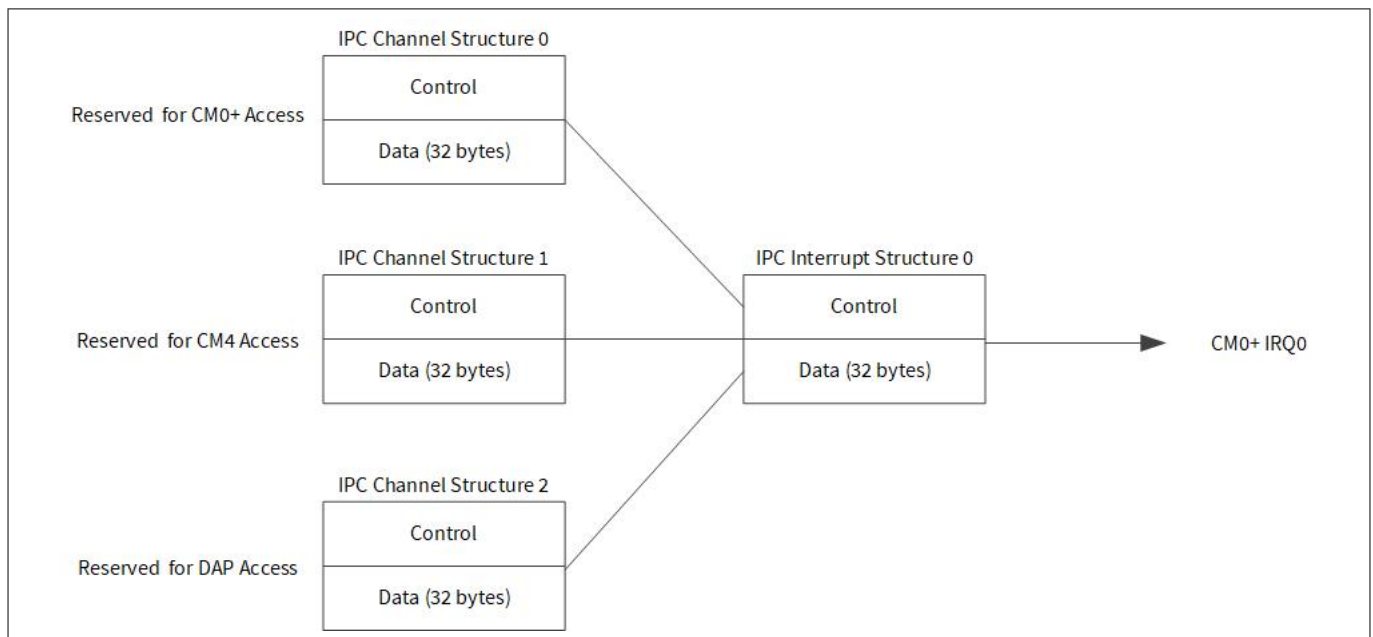 IPC Channel Structure 0
Control
Reserved for CM0+ Access
Data (32 bytes)
IPC Channel Structure 1
IPC Interrupt Structure 0
Control
Control
Reserved for CM4 Access
CM0+ IRQ0
Data (32 bytes)
Data (32 bytes)
IPC Channel Structure 2
Control
Reserved for DAP Access
Data (32 bytes)